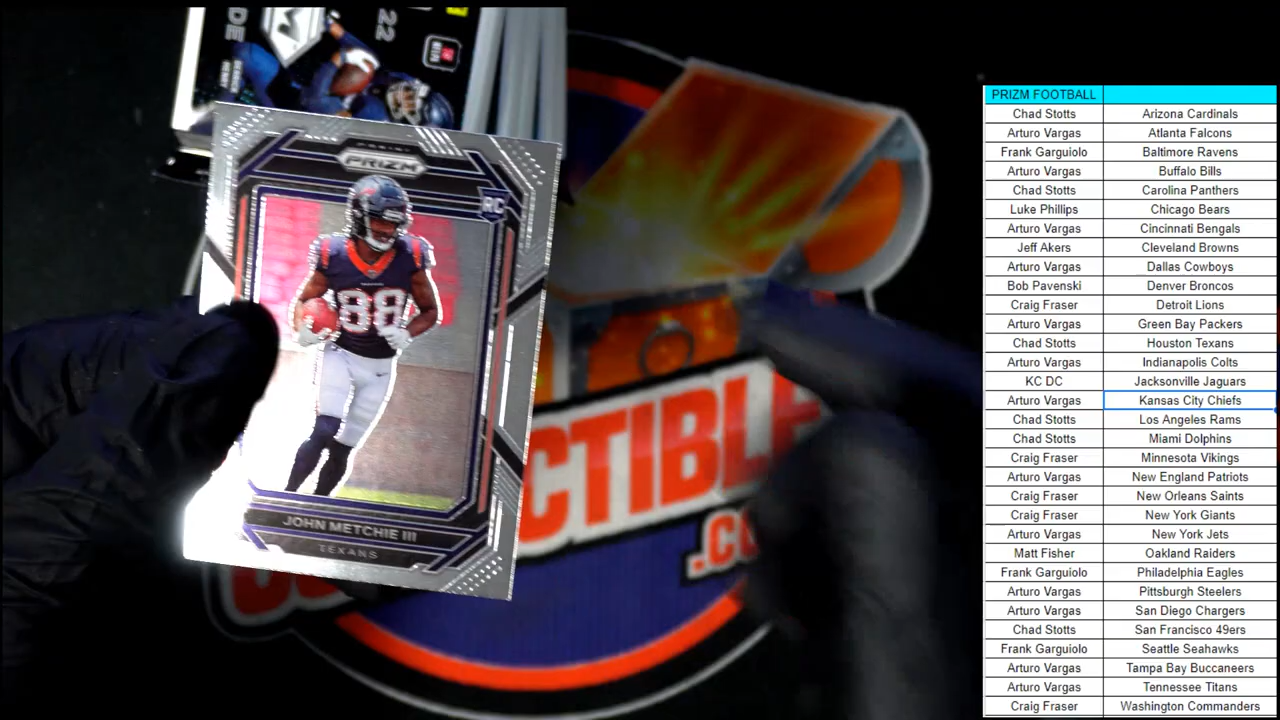 22
DE
PANINI
PRIZM
RC
88
JOHN METCHIE III
TEXANS
CTIBLE
.CO
PRIZM FOOTBALL
Chad Stotts Arizona Cardinals
Arturo Vargas Atlanta Falcons
Frank Garguiolo Baltimore Ravens
Arturo Vargas Buffalo Bills
Chad Stotts Carolina Panthers
Luke Phillips Chicago Bears
Arturo Vargas Cincinnati Bengals
Jeff Akers Cleveland Browns
Arturo Vargas Dallas Cowboys
Bob Pavenski Denver Broncos
Craig Fraser Detroit Lions
Arturo Vargas Green Bay Packers
Chad Stotts Houston Texans
Arturo Vargas Indianapolis Colts
KC DC Jacksonville Jaguars
Arturo Vargas Kansas City Chiefs
Chad Stotts Los Angeles Rams
Chad Stotts Miami Dolphins
Craig Fraser Minnesota Vikings
Arturo Vargas New England Patriots
Craig Fraser New Orleans Saints
Craig Fraser New York Giants
Arturo Vargas New York Jets
Matt Fisher Oakland Raiders
Frank Garguiolo Philadelphia Eagles
Arturo Vargas Pittsburgh Steelers
Arturo Vargas San Diego Chargers
Chad Stotts San Francisco 49ers
Frank Garguiolo Seattle Seahawks
Arturo Vargas Tampa Bay Buccaneers
Arturo Vargas Tennessee Titans
Craig Fraser Washington Commanders